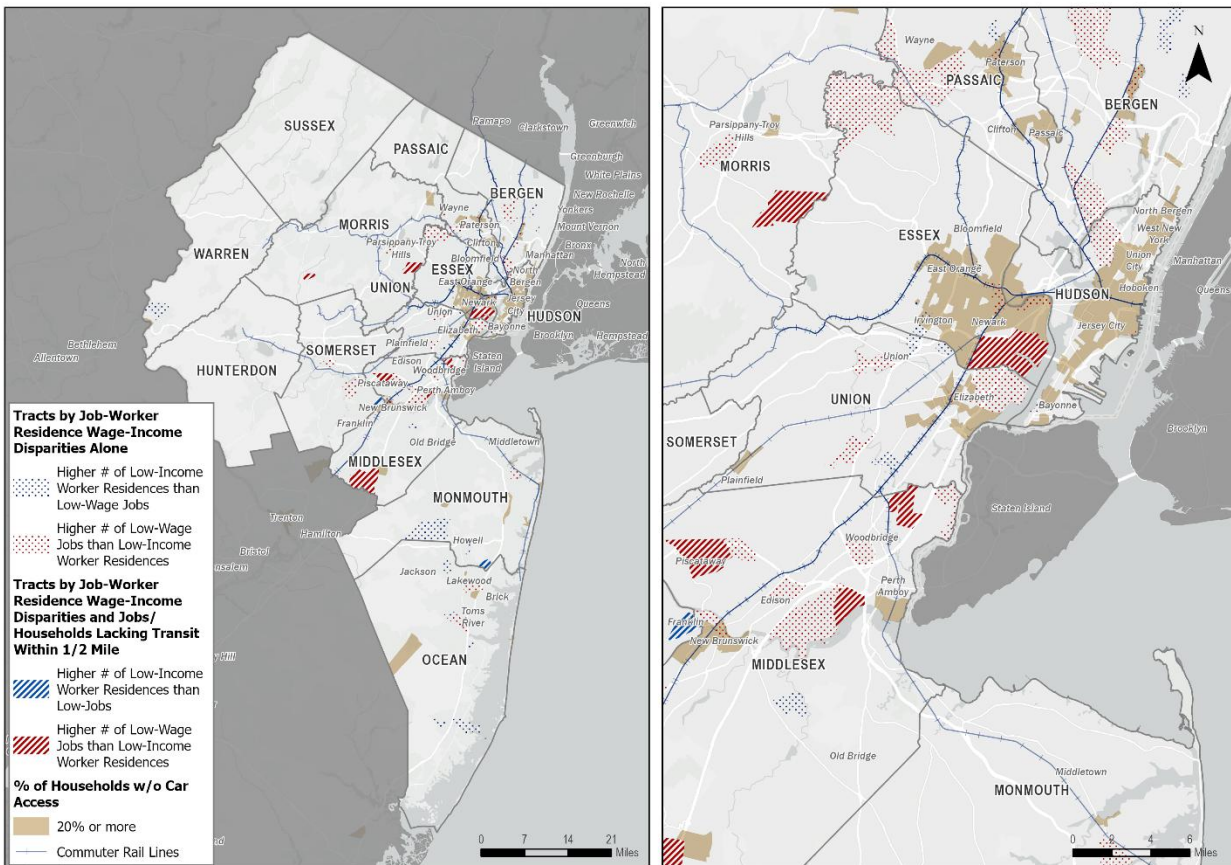 Ramapo
Clarkstown
Greenwich
SUSSEX
PASSAIC
Greenburgh
White Plains
BERGEN
New Rochelle
Yonkers
Wayne
Paterson
Mount Vernon
MORRIS
Clifton
Bronx
WARREN
Parsippany-Troy
Hills
ESSEX
Bloomfield
Manhattan
North
Hempstead
UNION
East Orange
North
Bergen
Queens
Newark
Jersey
City
HUDSON
Union
Elizabeth
Bayonne
Brooklyn
Hempstead
Bethlehem
SOMERSET
Plainfield
Staten
Island
Allentown
Edison
Woodbridge
HUNTERDON
Piscataway
Perth Amboy
New Brunswick
Franklin
Old Bridge
Middletown
MIDDLESEX
MONMOUTH
Trenton
Hamilton
Bristol
Howell
Jackson
Lakewood
Brick
Toms
River
OCEAN
Tracts by Job-Worker
Residence Wage-Income
Disparities Alone
Higher # of Low-Income
Worker Residences than
Low-Wage Jobs
Higher # of Low-Wage
Jobs than Low-Income
Worker Residences
Tracts by Job-Worker
Residence Wage-Income
Disparities and Jobs/
Households Lacking Transit
Within 1/2 Mile
Higher # of Low-Income
Worker Residences than
Low-Jobs
Higher # of Low-Wage
Jobs than Low-Income
Worker Residences
% of Households w/o Car
Access
20% or more
Commuter Rail Lines
0 7 14 21
Miles
N
Wayne
Paterson
PASSAIC
BERGEN
Parsippany-Troy
Hills
Clifton
Passaic
MORRIS
North Bergen
West New
York
ESSEX
Bloomfield
Manhattan
East Orange
Union
City
Hoboken
Queens
HUDSON
Irvington
Newark
Jersey City
Union
UNION
Elizabeth
Bayonne
SOMERSET
Brooklyn
Plainfield
Staten Island
Woodbridge
Piscataway
Edison
Perth
Amboy
Franklin
New Brunswick
MIDDLESEX
Old Bridge
Middletown
MONMOUTH
0 2 4 6
Miles